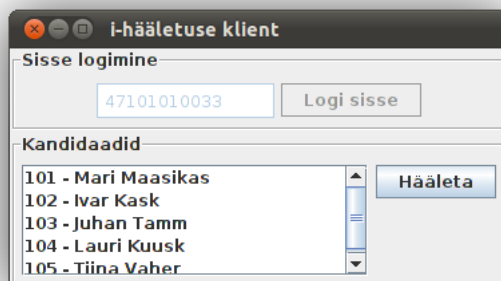 i-hääletuse klient
Sisse logimine
47101010033
Logi sisse
Kandidaadid
101 - Mari Maasikas
Hääleta
102 - Ivar Kask
103 - Juhan Tamm
104 - Lauri Kuusk
105 - Tiina Vaher